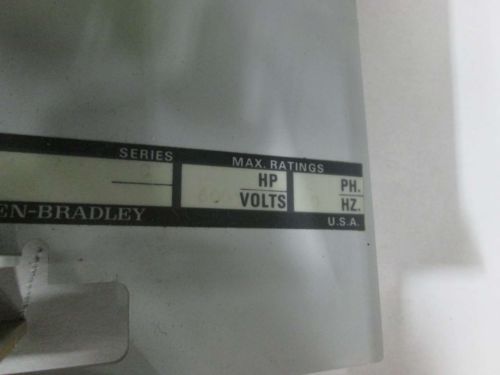 SERIES
MAX. RATINGS
HP
PH.
VOLTS
HZ.
EN-BRADLEY
U.S.A.